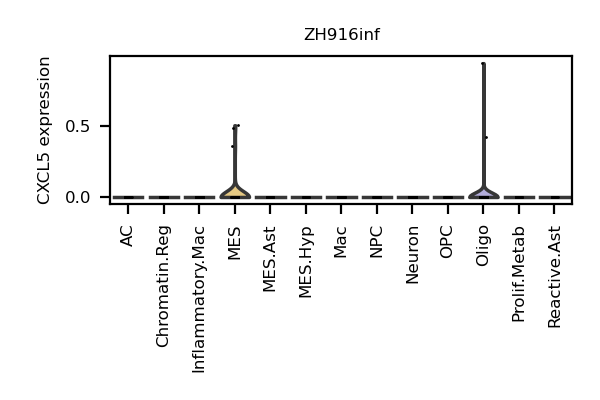 ZH916inf
CXCL5 expression
0.5
0.0
AC
Chromatin.Reg
Inflammatory.Mac
MES
MES.Ast
MES.Hyp
Mac
NPC
Neuron
OPC
Oligo
Prolif.Metab
Reactive.Ast